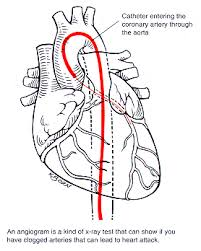 Catheter entering the
coronary artery through
the aorta
An angiogram is a kind of x-ray test that can show if you
have clogged arteries that can lead to heart attack.